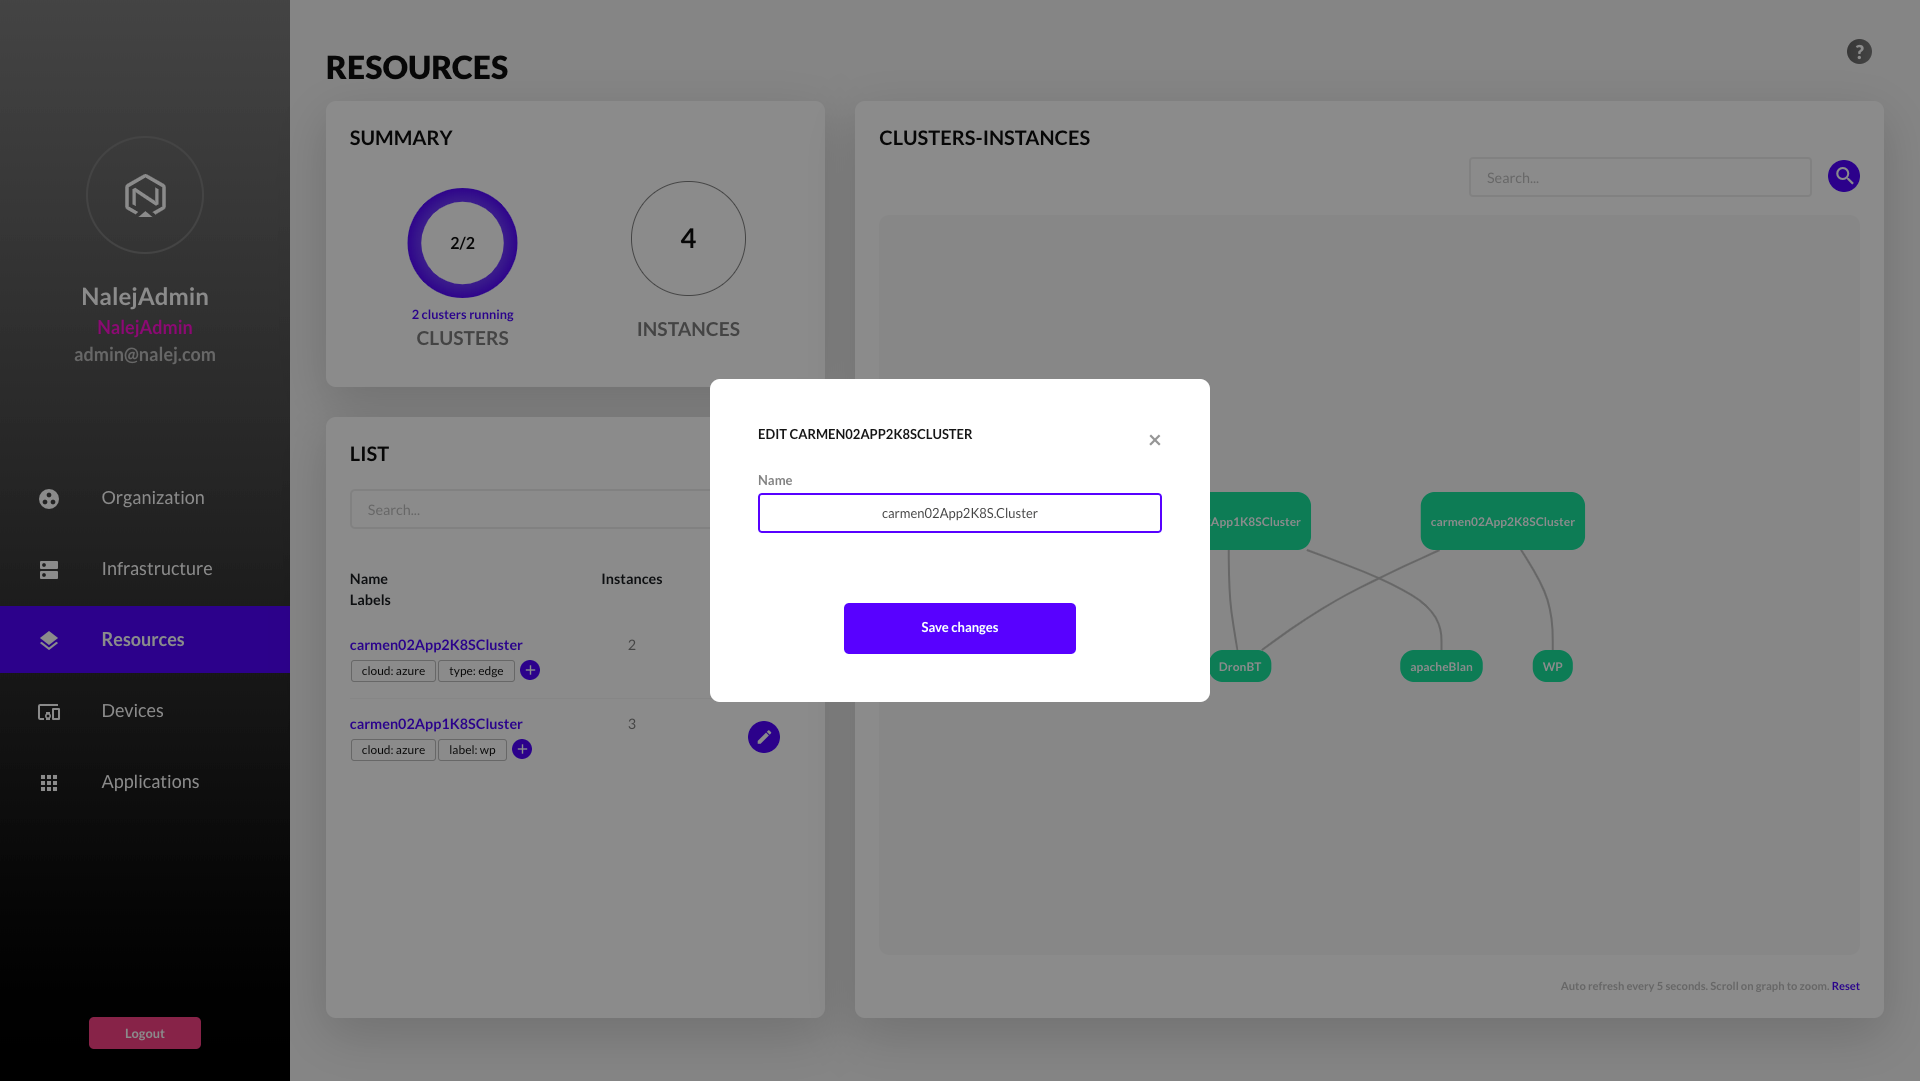 NalejAdmin
NalejAdmin
admin@nalej.com
Organization
Infrastructure
Resources
Devices
Applications
Logout
RESOURCES
?
SUMMARY
2/2
2 clusters running
CLUSTERS
4
INSTANCES
LIST
Search...
Name
Labels
Instances
carmen02App2K8SCluster
2
cloud: azure
type: edge
+
carmen02App1K8SCluster
3
cloud: azure
label: wp
+
CLUSTERS-INSTANCES
Search...
App1K8SCluster
carmen02App2K8SCluster
DronBT
apacheBlan
WP
Auto refresh every 5 seconds. Scroll on graph to zoom. Reset
EDIT CARMEN02APP2K8SCLUSTER
×
Name
carmen02App2K8S.Cluster
Save changes